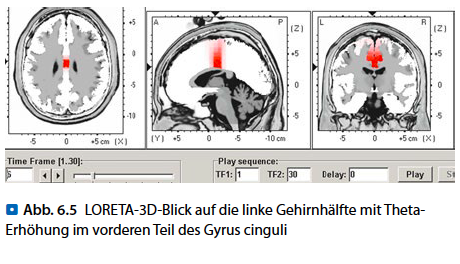 A P
L R
+5 (Z) +5 (Z)
0 0 0
-5 -5 -5
-10
-5 0 +5 cm (X) (Y) +5 0 -5 -10 cm -5 0 +5 cm (X)
Time Frame [1.30]: Play sequence:
TF1: 1 TF2: 30 Delay: 0 Play
Abb. 6.5 LORETA-3D-Blick auf die linke Gehirnhälfte mit Theta-
Erhöhung im vorderen Teil des Gyrus cinguli